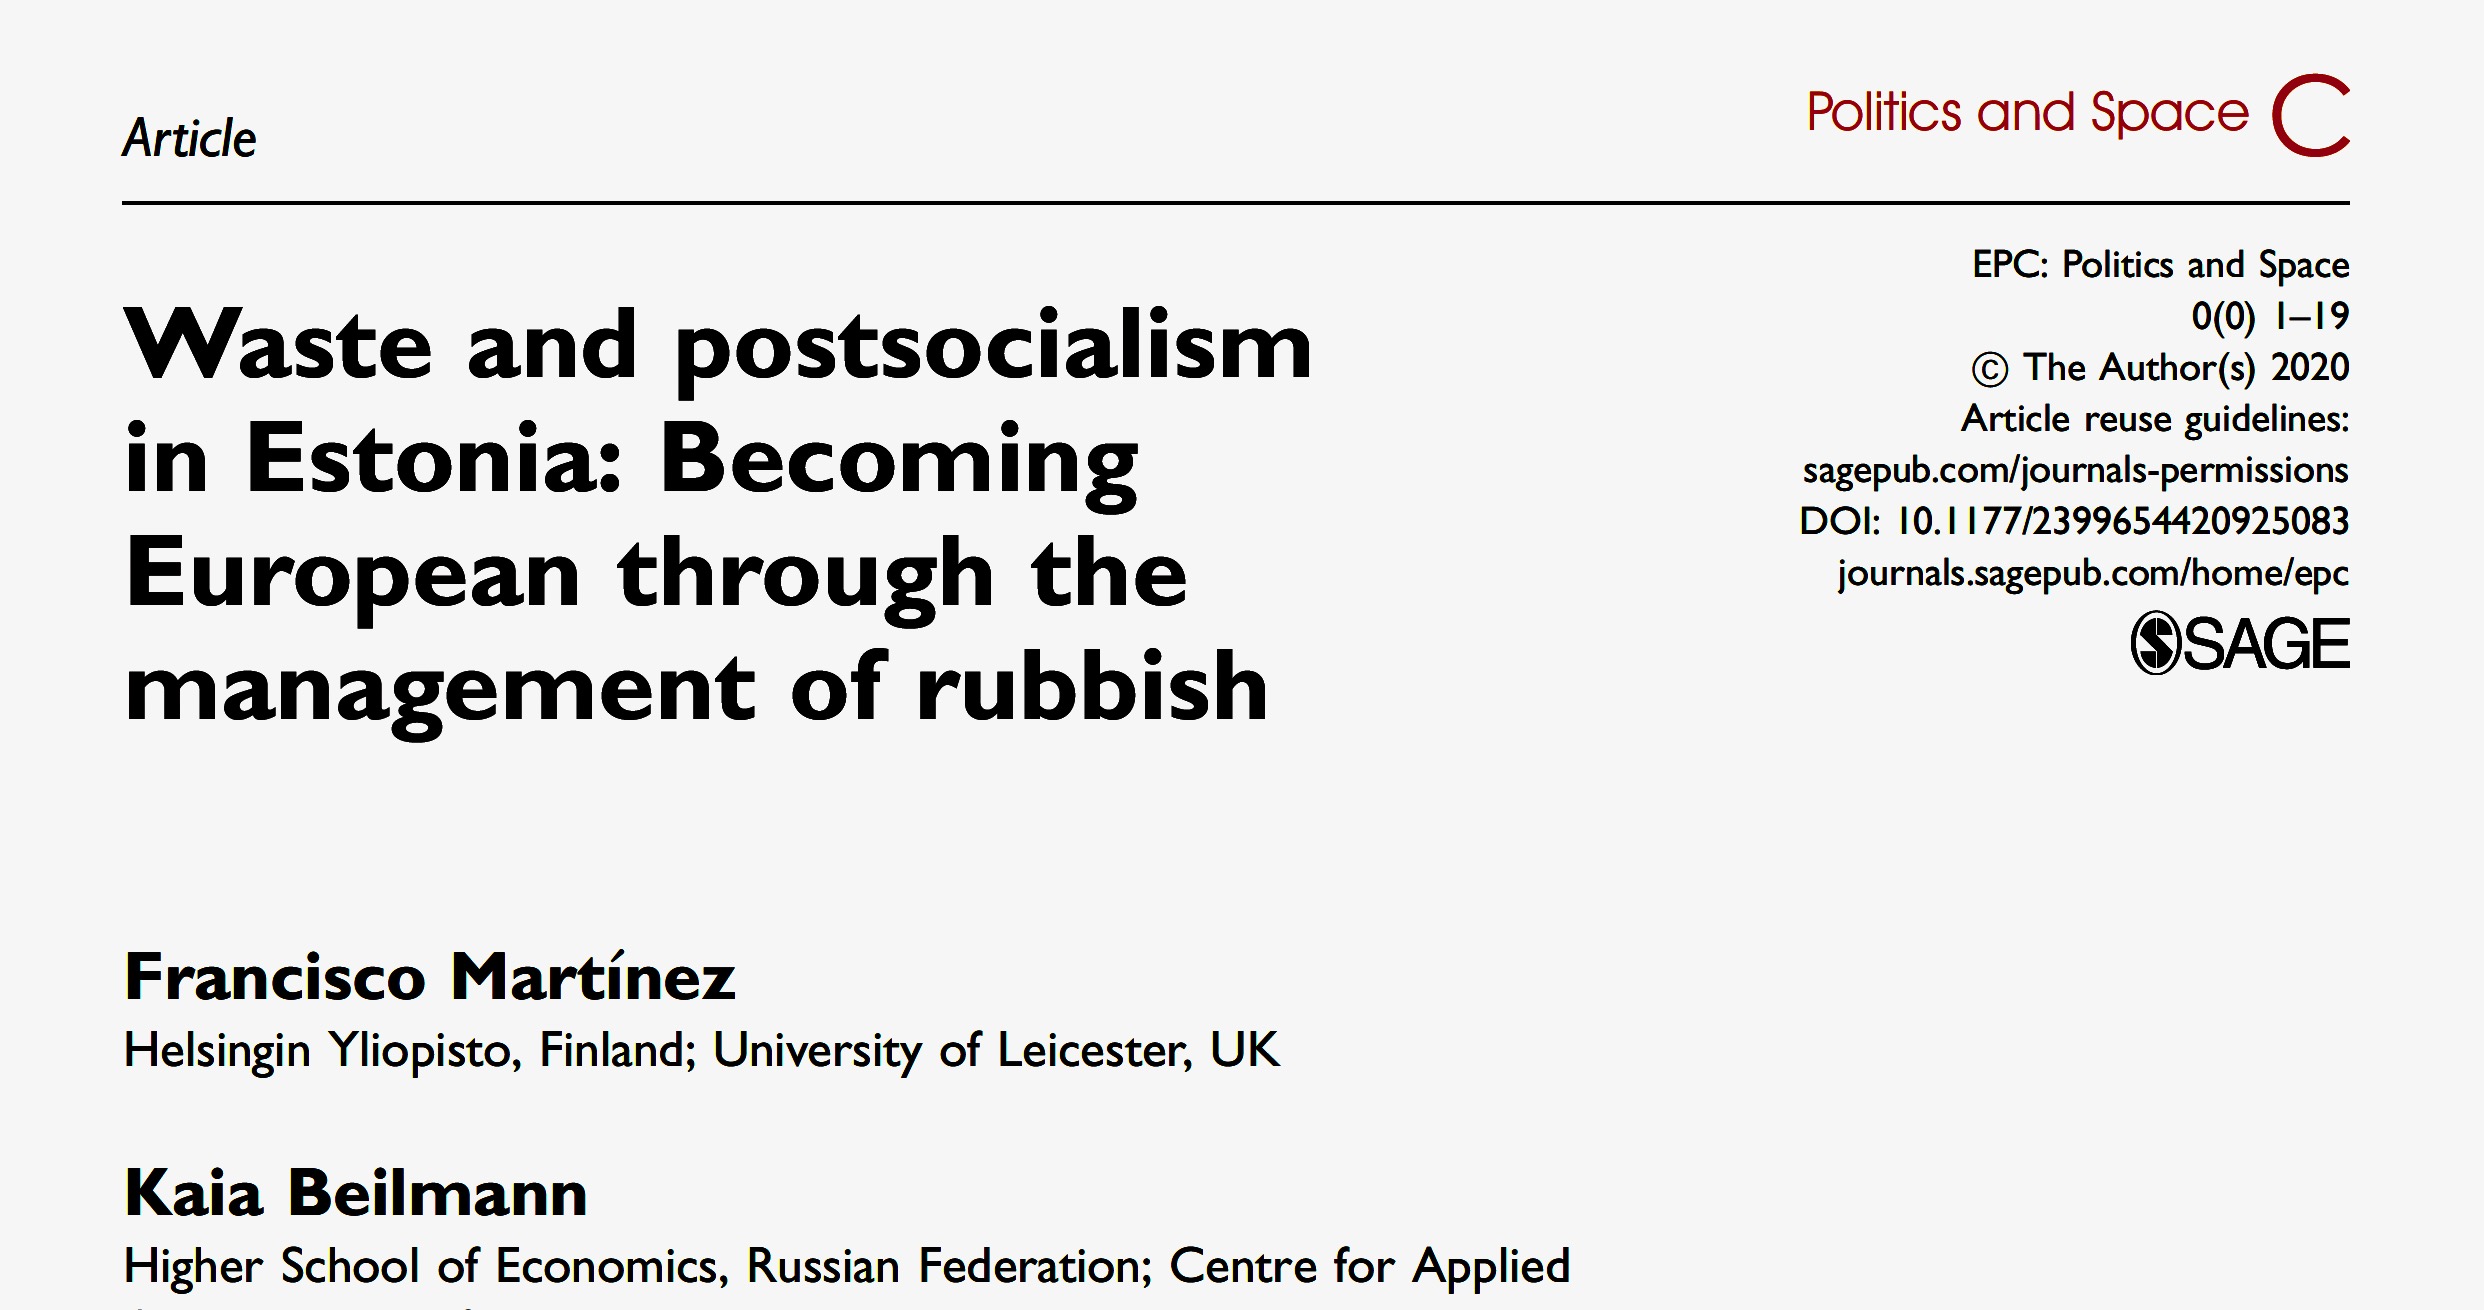 Article
Politics and Space C
EPC: Politics and Space
0(0) 1–19
© The Author(s) 2020
Article reuse guidelines:
sagepub.com/journals-permissions
DOI: 10.1177/2399654420925083
journals.sagepub.com/home/epc
SAGE
Waste and postsocialism
in Estonia: Becoming
European through the
management of rubbish
Francisco Martínez
Helsingin Yliopisto, Finland; University of Leicester, UK
Kaia Beilmann
Higher School of Economics, Russian Federation; Centre for Applied